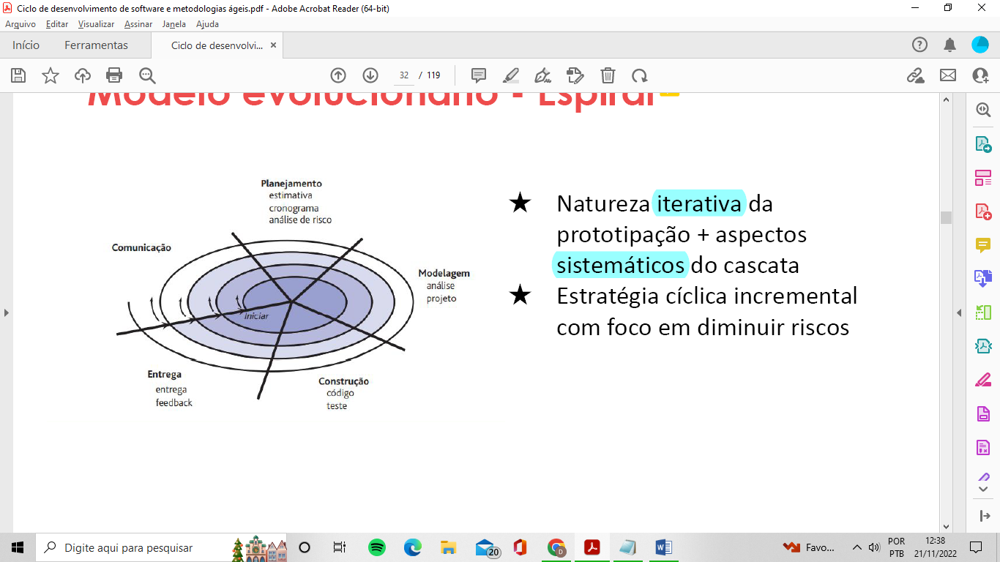 Ciclo de desenvolvimento de software e metodologias ágeis.pdf - Adobe Acrobat Reader (64-bit)
Arquivo Editar Visualizar Assinar Janela Ajuda
Início Ferramentas Ciclo de desenvolvi... ×
32 / 119
Modelo evolucionário - Espiral
Planejamento
estimativa
cronograma
análise de risco
Comunicação
Modelagem
análise
projeto
Iniciar
Entrega
entrega
feedback
Construção
código
teste
★ Natureza iterativa da
prototipação + aspectos
sistemáticos do cascata
★ Estratégia cíclica incremental
com foco em diminuir riscos
Digite aqui para pesquisar
20
D
Favo...
POR
PTB
12:38
21/11/2022